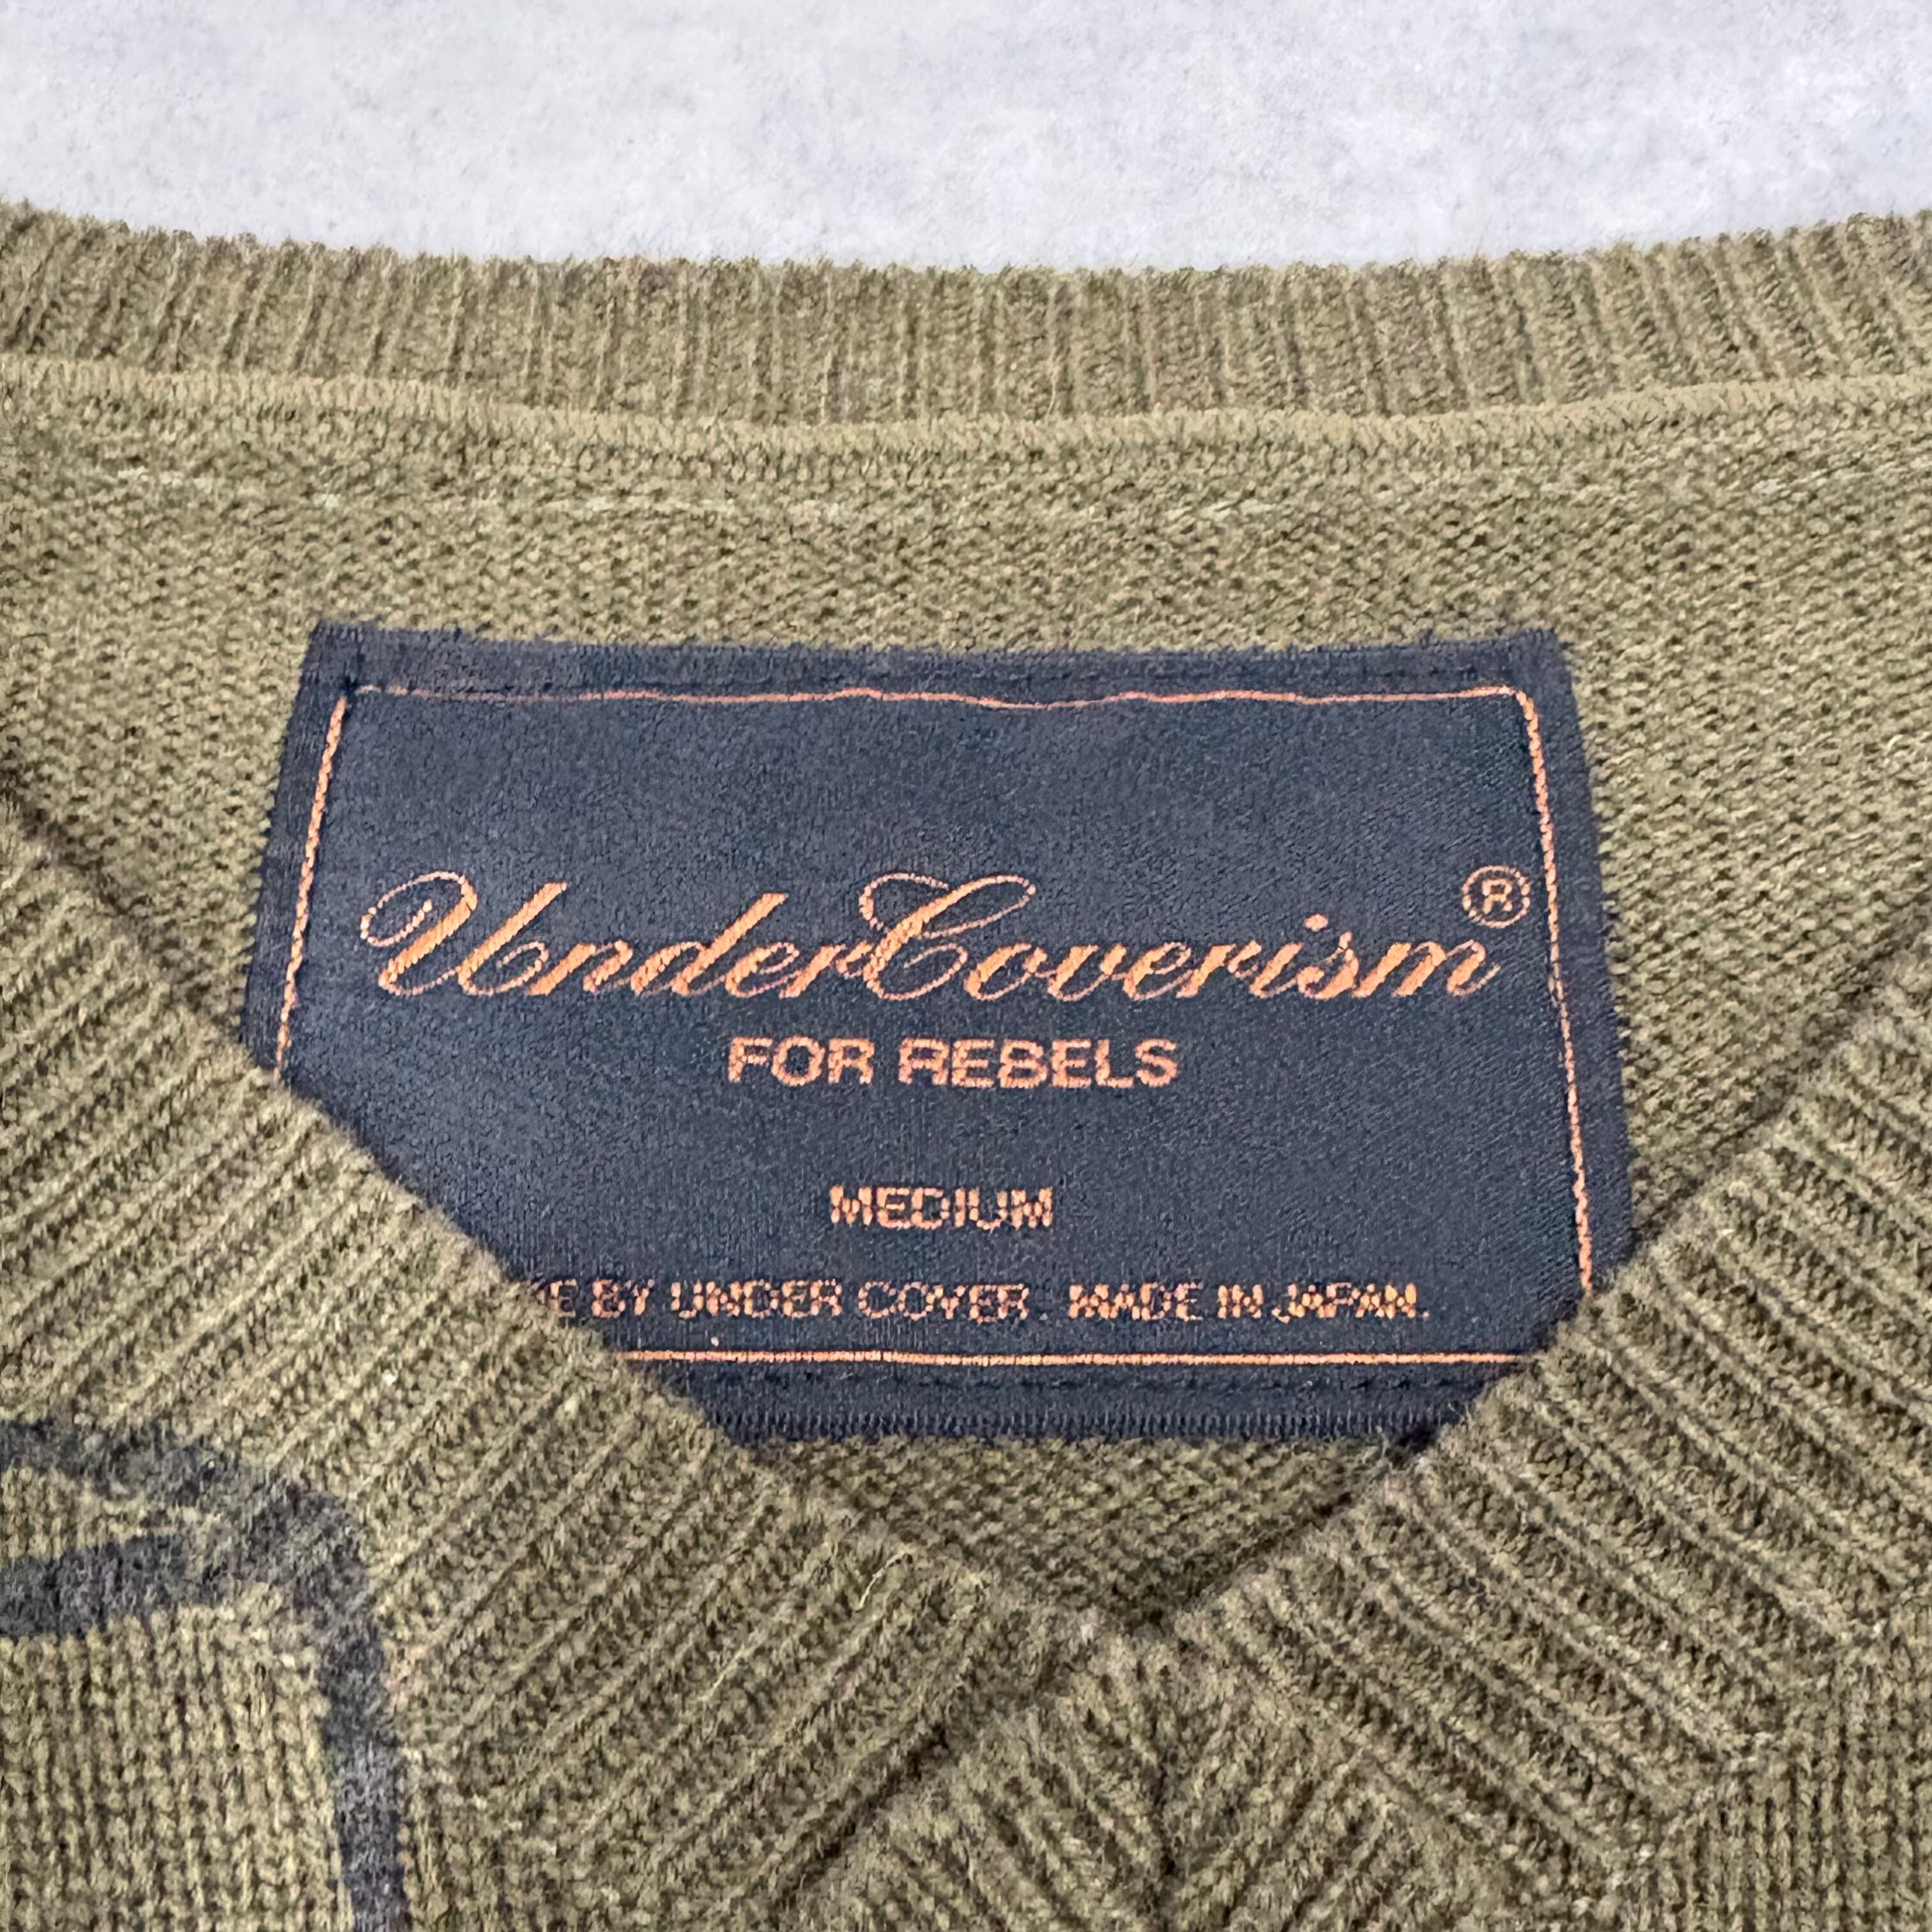 UnderCoverism®
FOR REBELS
MEDIUM
BY UNDER COVER. MADE IN JAPAN.